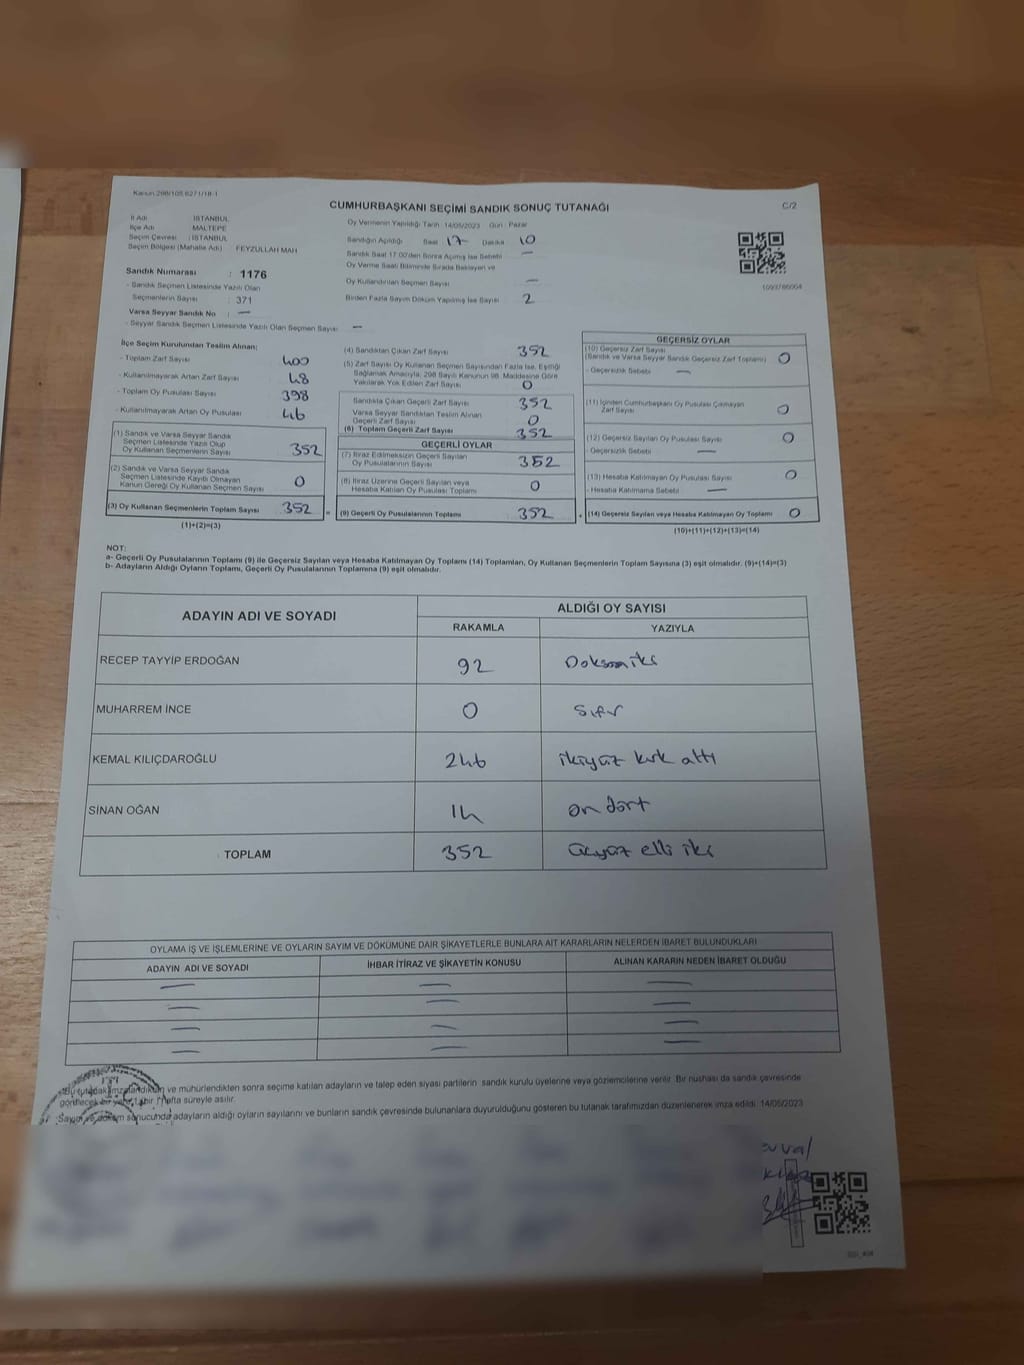 Kanun:298/105 6271/18-1
CUMHURBAŞKANI SEÇİMİ SANDIK SONUÇ TUTANAĞI
C/2
İl Adı : İSTANBUL
İlçe Adı : MALTEPE
Seçim Çevresi : İSTANBUL
Seçim Bölgesi (Mahalle Adı) : FEYZULLAH MAH
Sandık Numarası : 1176
- Sandık Seçmen Listesinde Yazılı Olan
Seçmenlerin Sayısı : 371
Varsa Seyyar Sandık No : —
- Seyyar Sandık Seçmen Listesinde Yazılı Olan Seçmen Sayısı —
Oy Vermenin Yapıldığı Tarih 14/05/2023 Gün : Pazar
Sandığın Açıldığı Saat 17 Dakika 10
Sandık Saat 17.00'den Sonra Açılmış İse Sebebi —
Oy Verme Saati Bitiminde Sırada Bekleyen ve
Oy Kullandırılan Seçmen Sayısı —
Birden Fazla Sayım Döküm Yapılmış İse Sayısı 2
1093786004
İlçe Seçim Kurulundan Teslim Alınan:
- Toplam Zarf Sayısı 400
- Kullanılmayarak Artan Zarf Sayısı 48
- Toplam Oy Pusulası Sayısı 398
- Kullanılmayarak Artan Oy Pusulası 46
(1) Sandık ve Varsa Seyyar Sandık
Seçmen Listesinde Yazılı Olup
Oy Kullanan Seçmenlerin Sayısı 352
(2) Sandık ve Varsa Seyyar Sandık
Seçmen Listesinde Kayıtlı Olmayan
Kanun Gereği Oy Kullanan Seçmen Sayısı 0
(3) Oy Kullanan Seçmenlerin Toplam Sayısı 352 =
(1)+(2)=(3)
(4) Sandıktan Çıkan Zarf Sayısı 352
(5) Zarf Sayısı Oy Kullanan Seçmen Sayısından Fazla İse, Eşitliği
Sağlamak Amacıyla, 298 Sayılı Kanunun 98. Maddesine Göre
Yakılarak Yok Edilen Zarf Sayısı 0
Sandıkta Çıkan Geçerli Zarf Sayısı 352
Varsa Seyyar Sandıktan Teslim Alınan
Geçerli Zarf Sayısı 0
(6) Toplam Geçerli Zarf Sayısı 352
GEÇERLİ OYLAR
(7) İtiraz Edilmeksizin Geçerli Sayılan
Oy Pusulalarının Sayısı 352
(8) İtiraz Üzerine Geçerli Sayılan veya
Hesaba Katılan Oy Pusulası Toplamı 0
(9) Geçerli Oy Pusulalarının Toplamı 352 +
GEÇERSİZ OYLAR
(10) Geçersiz Zarf Sayısı
(Sandık ve Varsa Seyyar Sandık Geçersiz Zarf Toplamı) 0
- Geçersizlik Sebebi —
(11) İçinden Cumhurbaşkanı Oy Pusulası Çıkmayan
Zarf Sayısı 0
(12) Geçersiz Sayılan Oy Pusulası Sayısı 0
- Geçersizlik Sebebi —
(13) Hesaba Katılmayan Oy Pusulası Sayısı 0
- Hesaba Katılmama Sebebi —
(14) Geçersiz Sayılan veya Hesaba Katılmayan Oy Toplamı 0
(10)+(11)+(12)+(13)=(14)
NOT:
a- Geçerli Oy Pusulalarının Toplamı (9) ile Geçersiz Sayılan veya Hesaba Katılmayan Oy Toplamı (14) Toplamları, Oy Kullanan Seçmenlerin Toplam Sayısına (3) eşit olmalıdır. (9)+(14)=(3)
b- Adayların Aldığı Oyların Toplamı, Geçerli Oy Pusulalarının Toplamına (9) eşit olmalıdır.
ADAYIN ADI VE SOYADI
ALDIĞI OY SAYISI
RAKAMLA YAZIYLA
RECEP TAYYİP ERDOĞAN 92 Doksan iki
MUHARREM İNCE 0 Sıfır
KEMAL KILIÇDAROĞLU 246 ikiyüz kırk altı
SİNAN OĞAN 14 on dört
TOPLAM 352 üçyüz elli iki
OYLAMA İŞ VE İŞLEMLERİNE VE OYLARIN SAYIM VE DÖKÜMÜNE DAİR ŞİKAYETLERLE BUNLARA AİT KARARLARIN NELERDEN İBARET BULUNDUKLARI
ADAYIN ADI VE SOYADI İHBAR İTİRAZ VE ŞİKAYETİN KONUSU ALINAN KARARIN NEDEN İBARET OLDUĞU
— — —
— — —
— — —
— — —
Bu tutanak imzalandıktan ve mühürlendikten sonra seçime katılan adayların ve talep eden siyasi partilerin sandık kurulu üyelerine veya gözlemcilerine verilir. Bir nushası da sandık çevresinde
görülecek bir yere 1 bir hafta süreyle asılır.
Sayım ve döküm sonucunda adayların aldığı oyların sayılarını ve bunların sandık çevresinde bulunanlara duyurulduğunu gösteren bu tutanak tarafımızdan düzenlenerek imza edildi. 14/05/2023